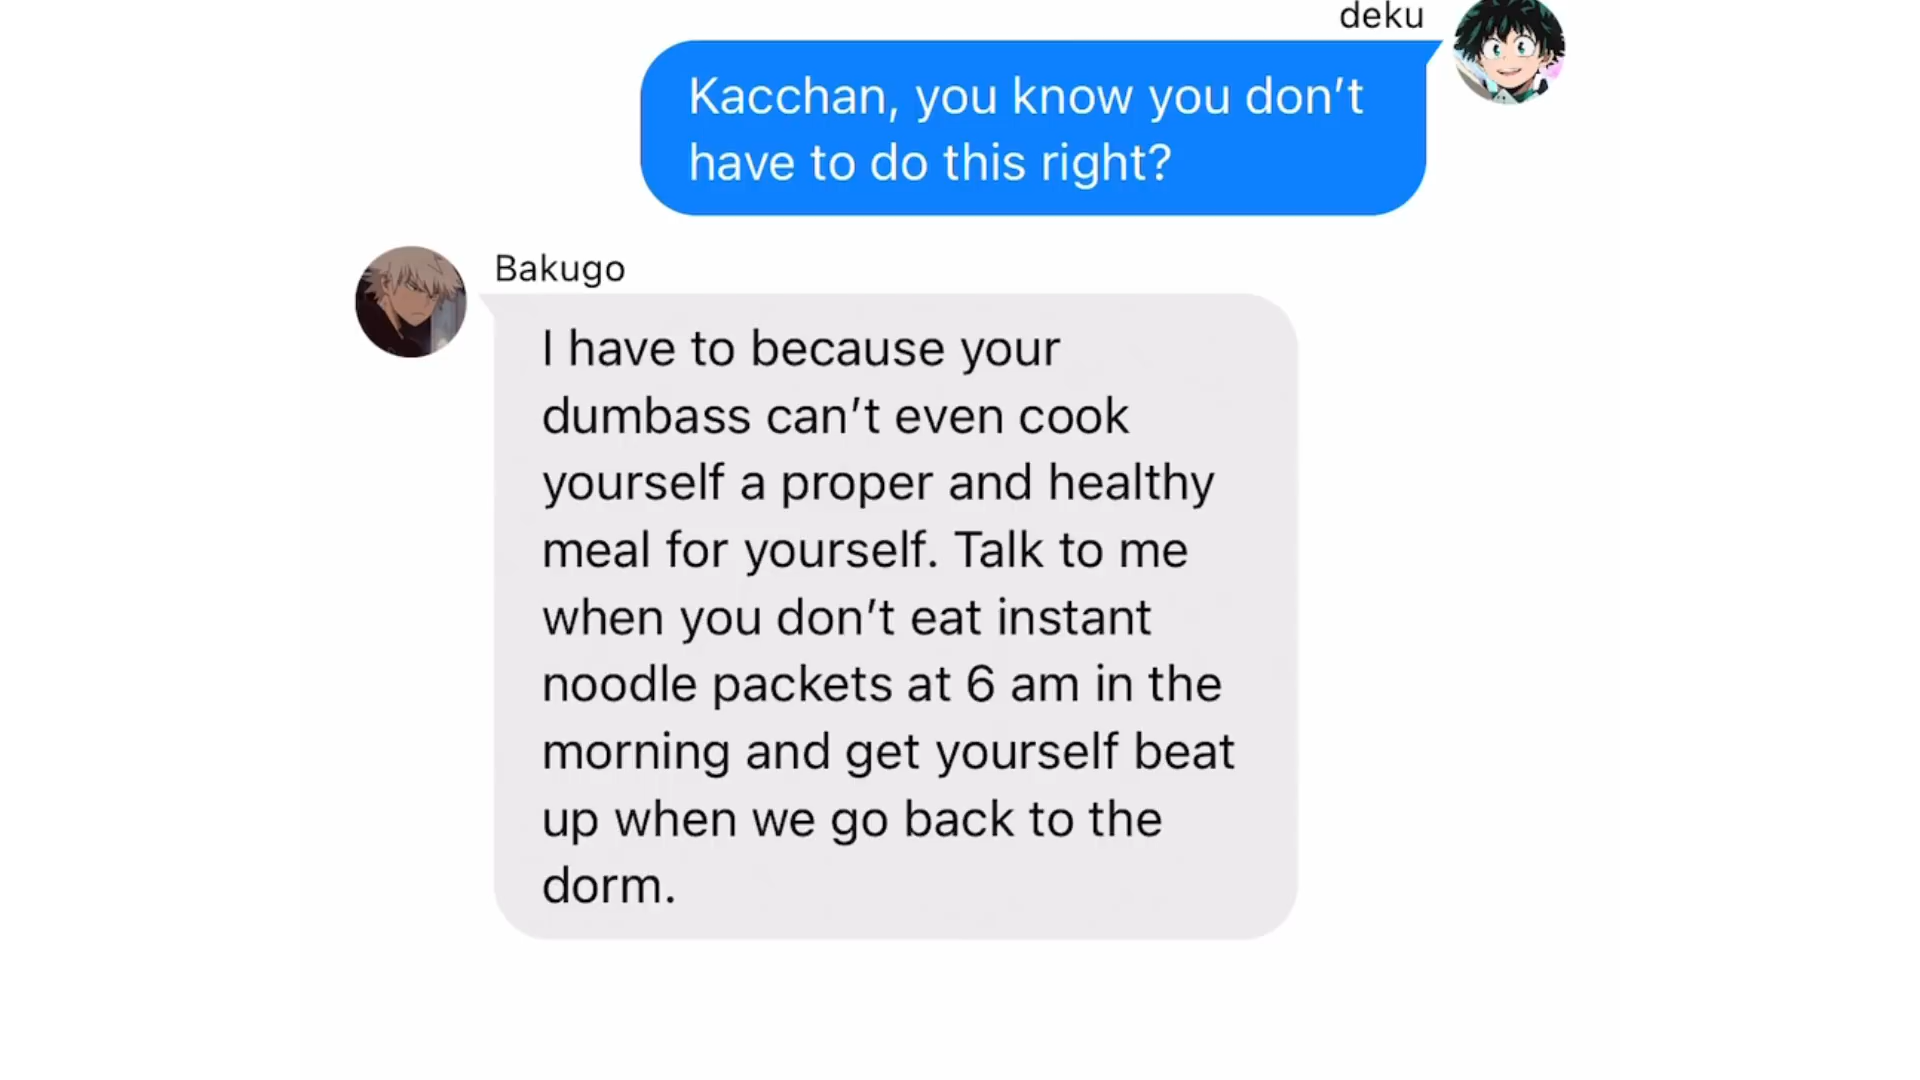 deku
Kacchan, you know you don’t
have to do this right?
Bakugo
I have to because your
dumbass can’t even cook
yourself a proper and healthy
meal for yourself. Talk to me
when you don’t eat instant
noodle packets at 6 am in the
morning and get yourself beat
up when we go back to the
dorm.